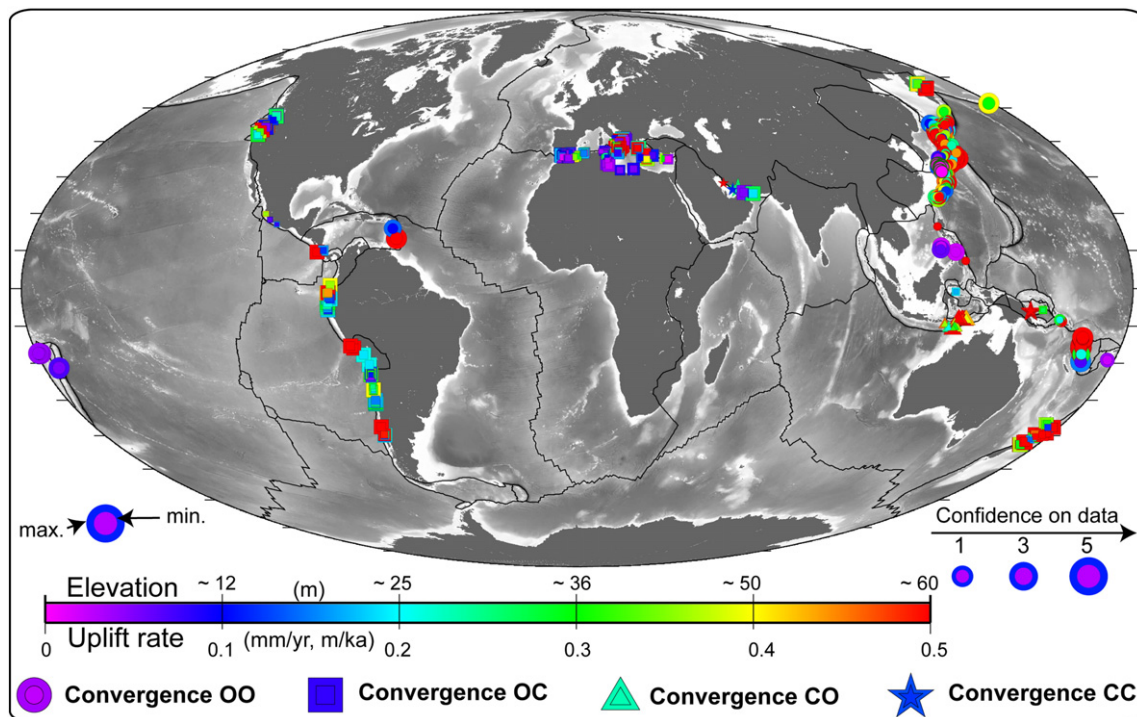 max.
min.
Confidence on data
1 3 5
Elevation ~ 12 (m) ~ 25 ~ 36 ~ 50 ~ 60
Uplift rate (mm/yr, m/ka)
0 0.1 0.2 0.3 0.4 0.5
Convergence OO Convergence OC Convergence CO Convergence CC